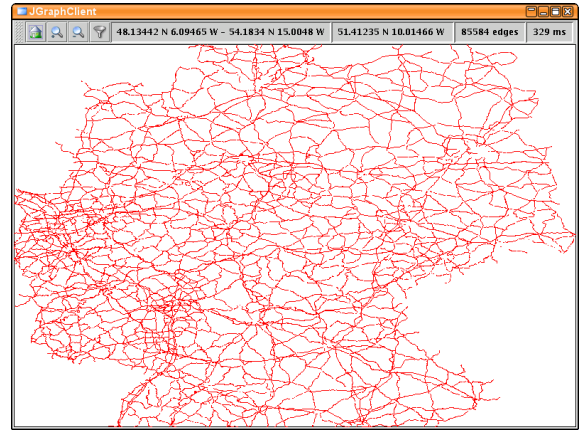 JGraphClient
48.13442 N 6.09465 W – 54.1834 N 15.0048 W 51.41235 N 10.01466 W 85584 edges 329 ms